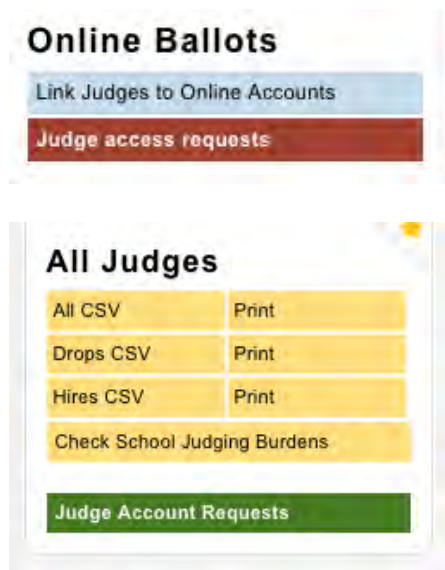 Online Ballots
Link Judges to Online Accounts
Judge access requests
All Judges
All CSV Print
Drops CSV Print
Hires CSV Print
Check School Judging Burdens
Judge Account Requests